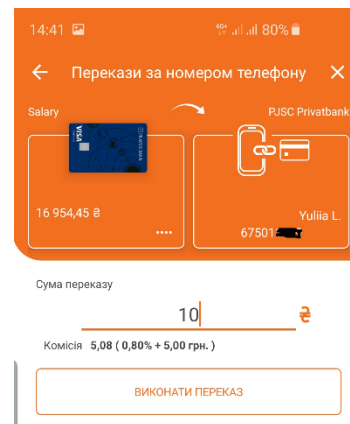 14:41 4G+ 80%
Перекази за номером телефону
Salary PJSC Privatbank
VISA
16 954,45 ₴ Yuliia L.
.... 67501
Сума переказу
10 ₴
Комісія 5,08 ( 0,80% + 5,00 грн. )
ВИКОНАТИ ПЕРЕКАЗ